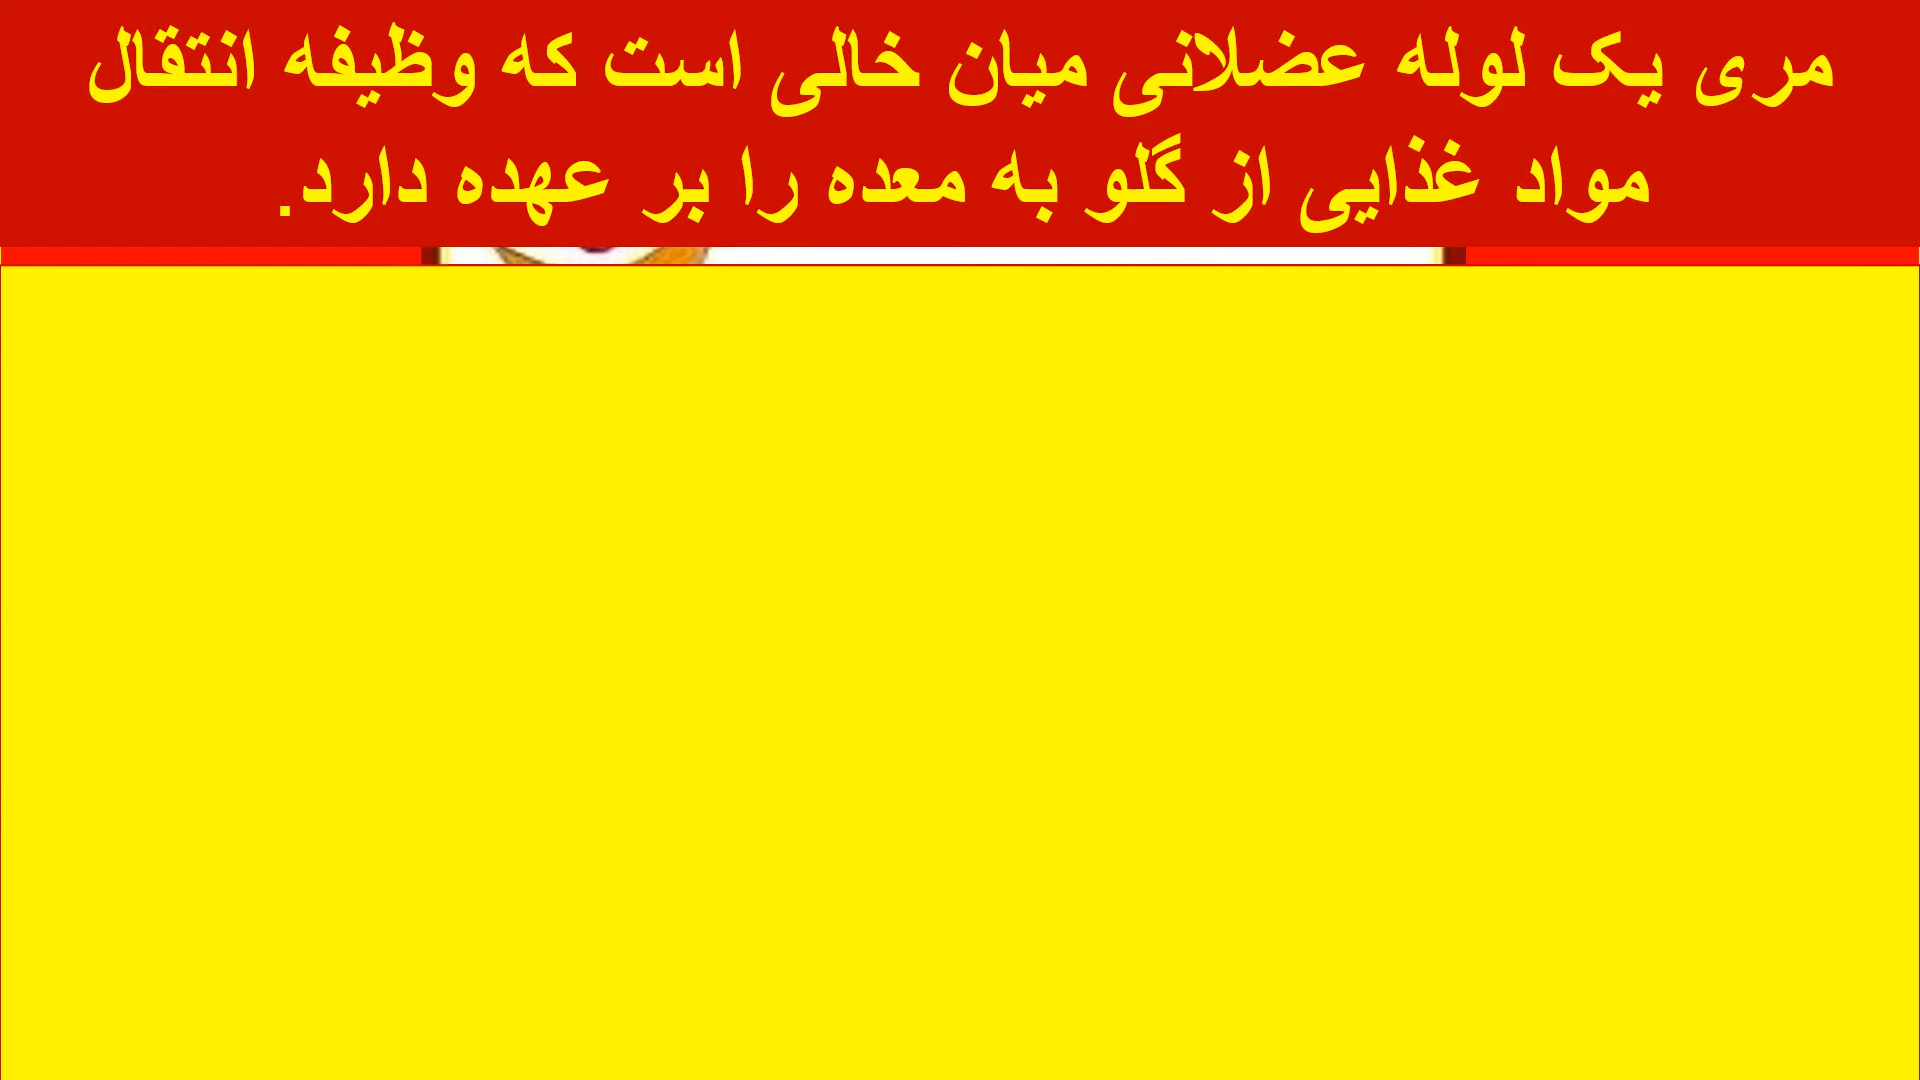 مری یک لوله عضلانی میان خالی است که وظیفه انتقال
مواد غذایی از گلو به معده را بر عهده دارد.